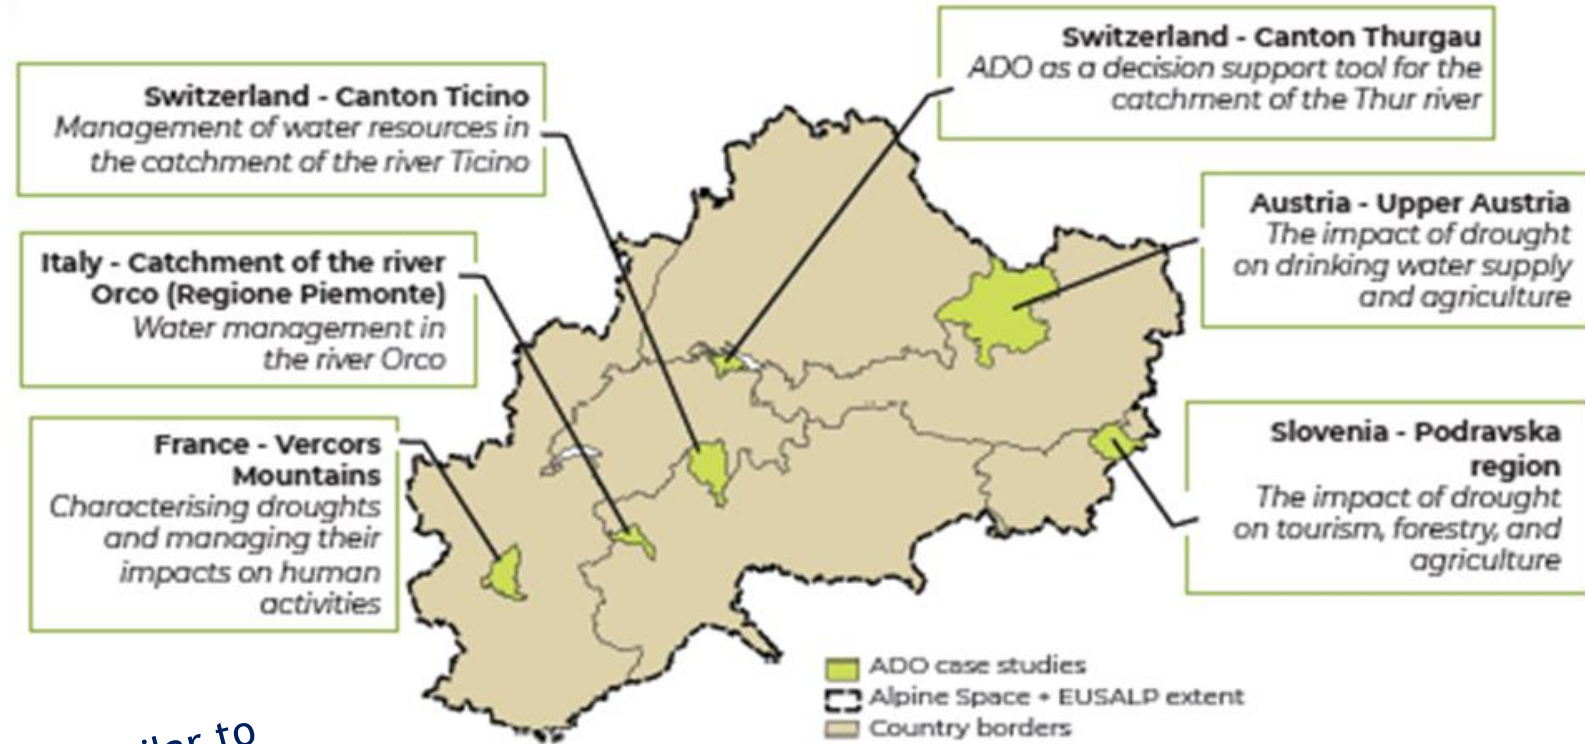 Switzerland - Canton Thurgau
ADO as a decision support tool for the
catchment of the Thur river
Switzerland - Canton Ticino
Management of water resources in
the catchment of the river Ticino
Austria - Upper Austria
The impact of drought
on drinking water supply
and agriculture
Italy - Catchment of the river
Orco (Regione Piemonte)
Water management in
the river Orco
France - Vercors
Mountains
Characterising droughts
and managing their
impacts on human
activities
Slovenia - Podravska
region
The impact of drought
on tourism, forestry, and
agriculture
ADO case studies
Alpine Space + EUSALP extent
Country borders
to